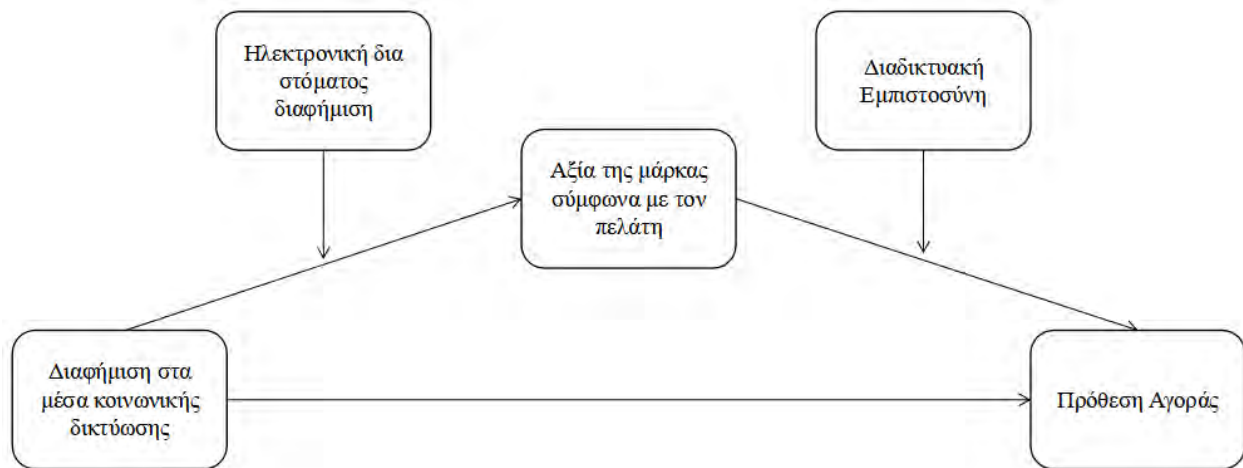 Ηλεκτρονική δια
στόματος
διαφήμιση
Διαδικτυακή
Εμπιστοσύνη
Αξία της μάρκας
σύμφωνα με τον
πελάτη
Διαφήμιση στα
μέσα κοινωνικής
δικτύωσης
Πρόθεση Αγοράς